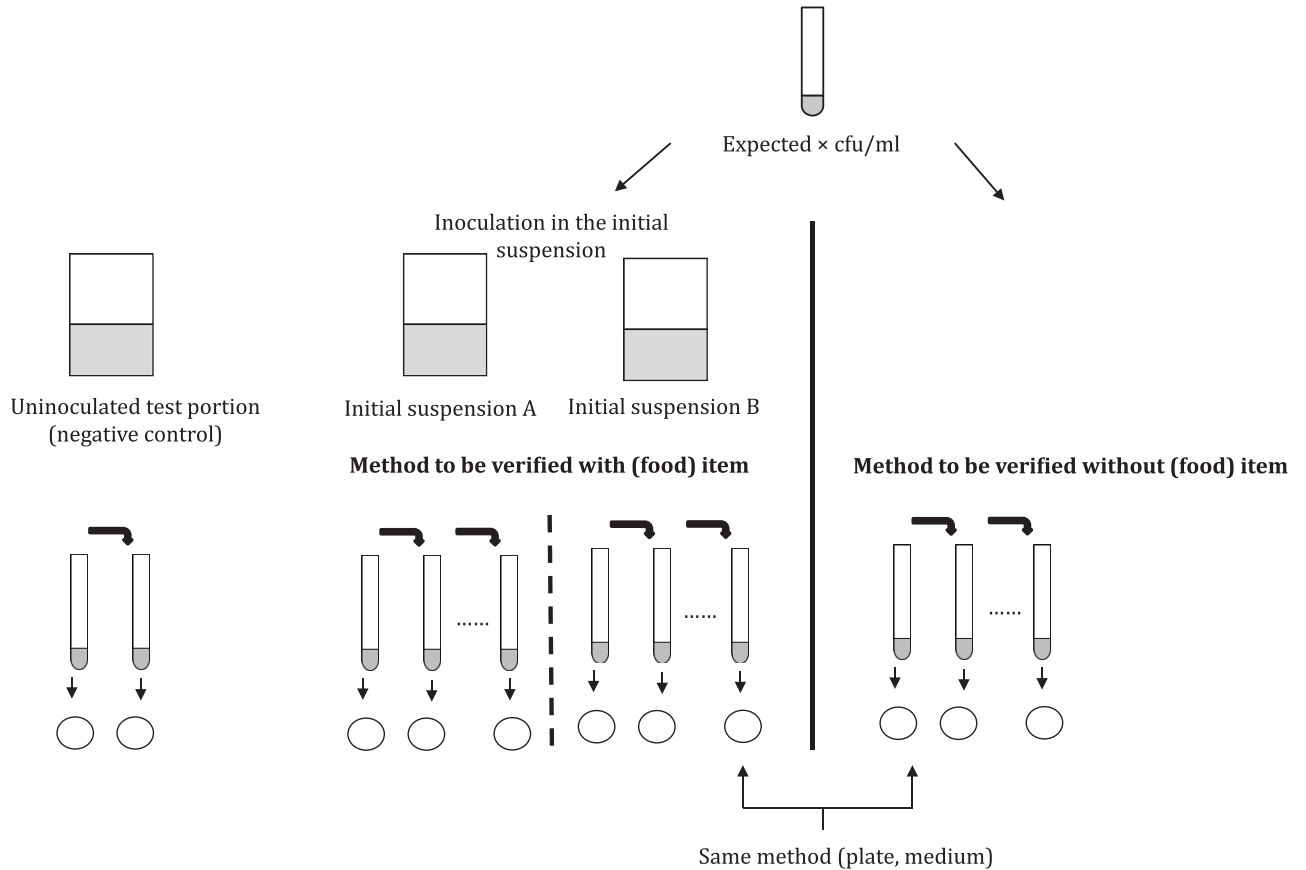 Expected × cfu/ml
Inoculation in the initial
suspension
Uninoculated test portion
(negative control)
Initial suspension A
Initial suspension B
Method to be verified with (food) item
Method to be verified without (food) item
......
......
......
Same method (plate, medium)